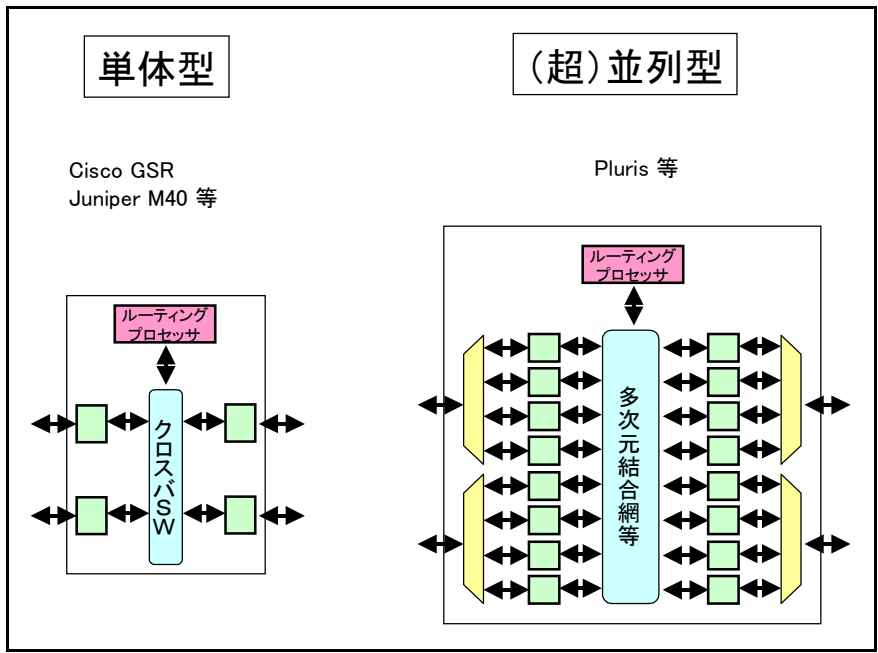 単体型
Cisco GSR
Juniper M40 等
ルーティング
プロセッサ
クロスバSW
(超)並列型
Pluris 等
ルーティング
プロセッサ
多次元結合網等